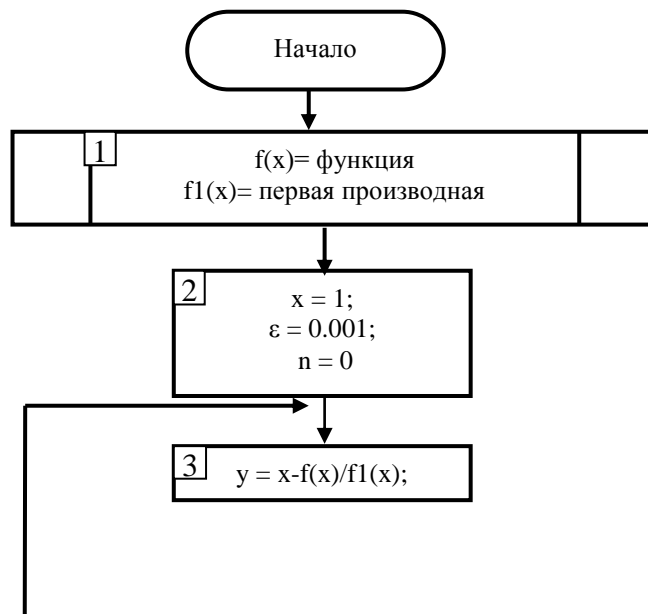 Начало
1
f(x)= функция
f1(x)= первая производная
2
x = 1;
ε = 0.001;
n = 0
3
y = x-f(x)/f1(x);